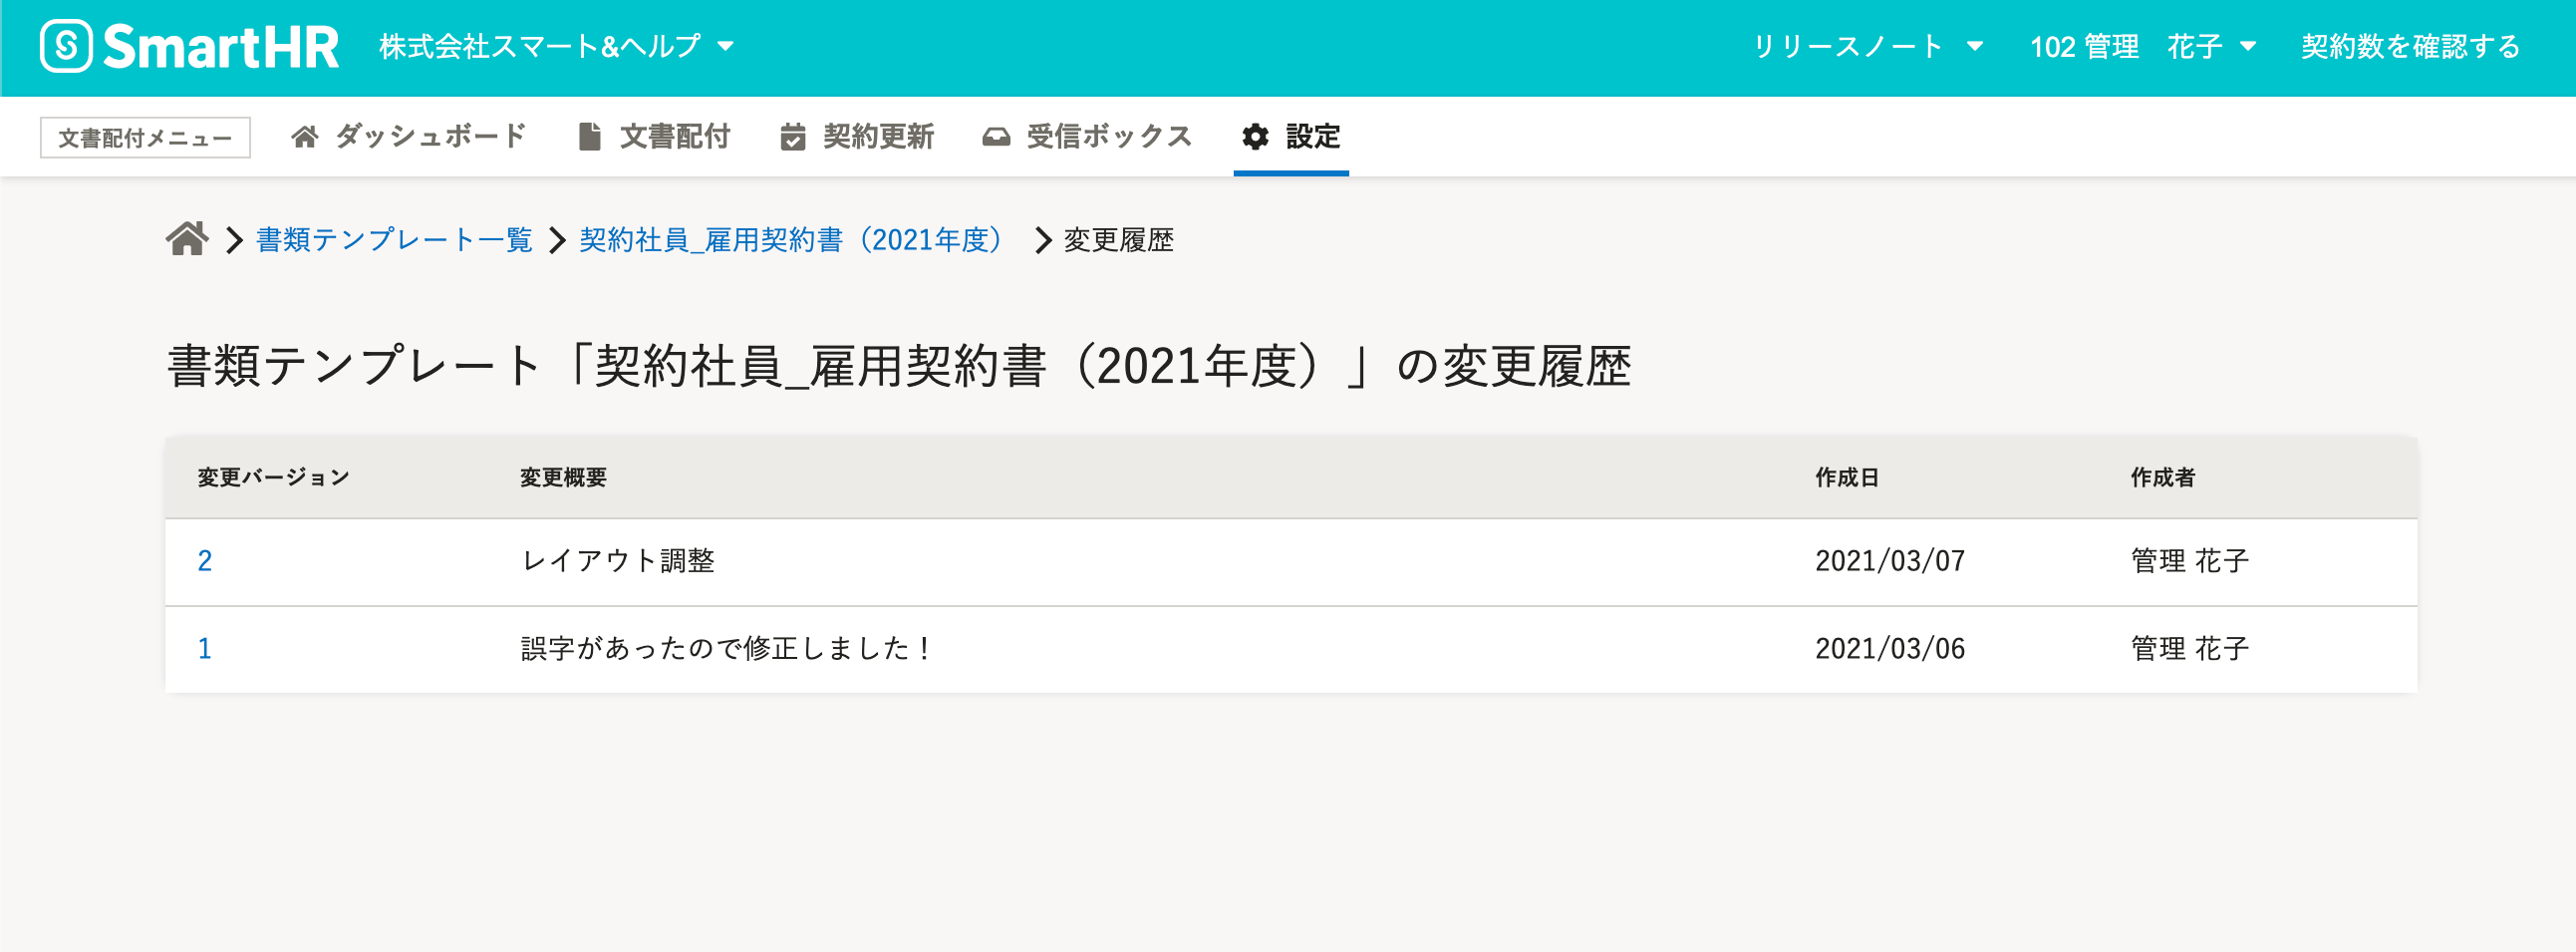 SmartHR 株式会社スマート&ヘルプ リリースノート 102 管理　花子 契約数を確認する
文書配付メニュー ダッシュボード 文書配付 契約更新 受信ボックス 設定
書類テンプレート一覧 契約社員_雇用契約書（2021年度） 変更履歴
書類テンプレート「契約社員_雇用契約書（2021年度）」の変更履歴
変更バージョン 変更概要 作成日 作成者
2 レイアウト調整 2021/03/07 管理 花子
1 誤字があったので修正しました！ 2021/03/06 管理 花子